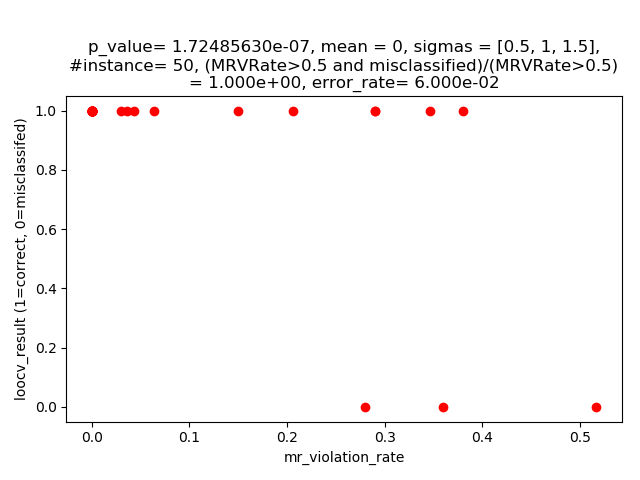 p_value= 1.72485630e-07, mean = 0, sigmas = [0.5, 1, 1.5],
#instance= 50, (MRVRate>0.5 and misclassified)/(MRVRate>0.5)
= 1.000e+00, error_rate= 6.000e-02
1.0
0.8
0.6
0.4
0.2
0.0
loocv_result (1=correct, 0=misclassifed)
0.0 0.1 0.2 0.3 0.4 0.5
mr_violation_rate